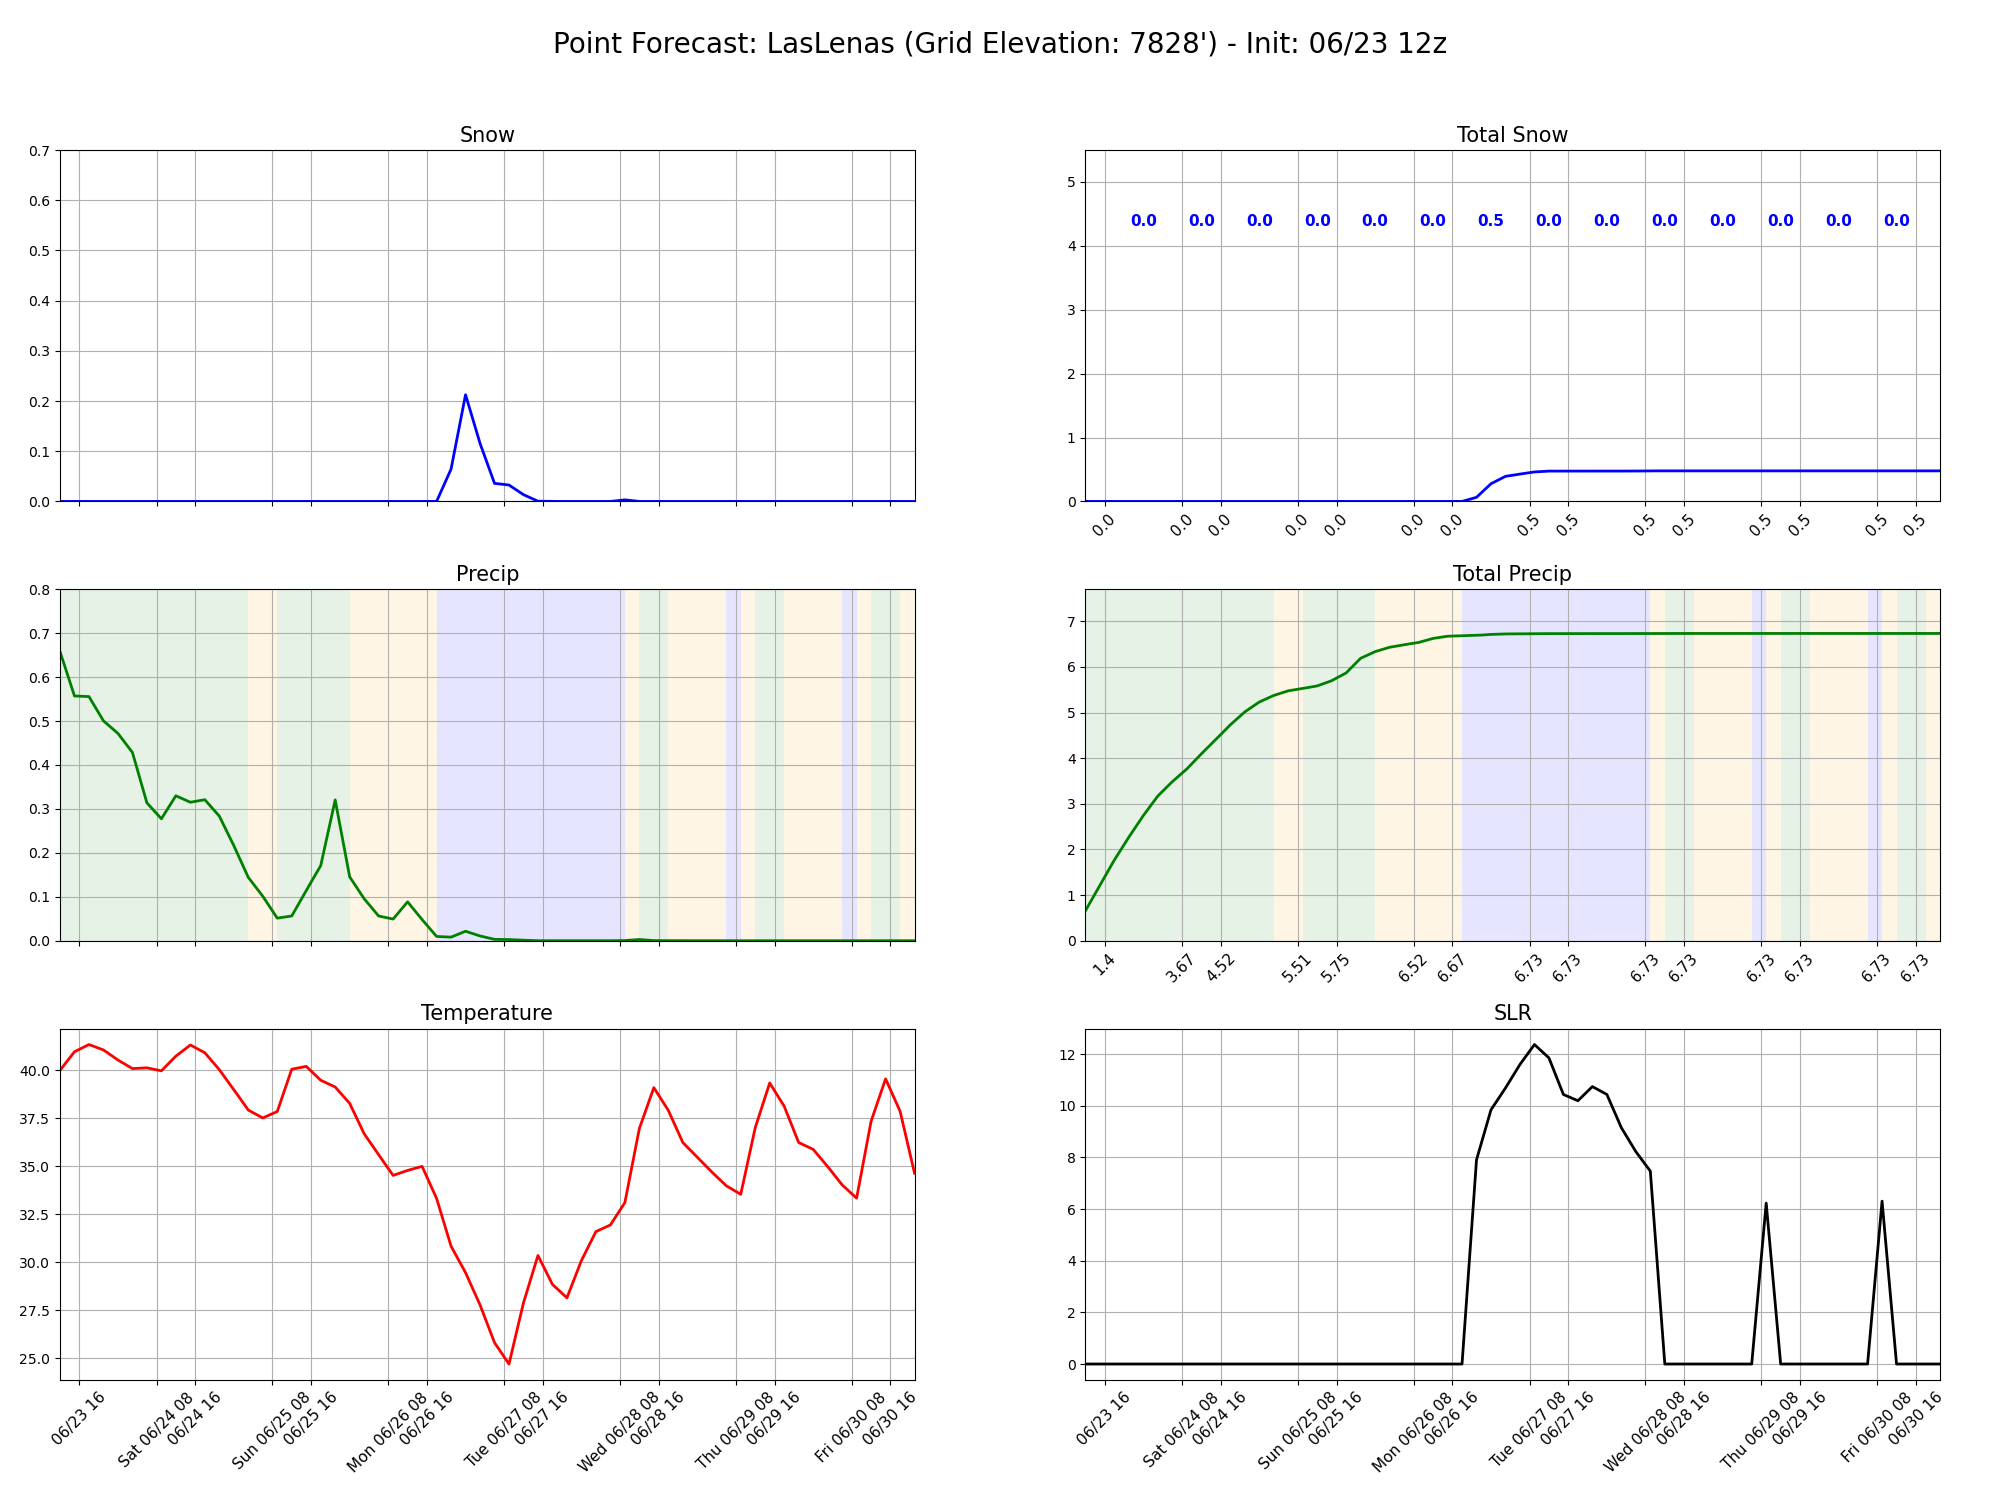 Point Forecast: LasLenas (Grid Elevation: 7828') - Init: 06/23 12z
Snow
0.7
0.6
0.5
0.4
0.3
0.2
0.1
0.0
Total Snow
5
4
3
2
1
0
0.0 0.0 0.0 0.0 0.0 0.0 0.5 0.0 0.0 0.0 0.0 0.0 0.0 0.0
0.0 0.0 0.0 0.0 0.0 0.0 0.0 0.5 0.5 0.5 0.5 0.5 0.5 0.5 0.5
Precip
0.8
0.7
0.6
0.5
0.4
0.3
0.2
0.1
0.0
Total Precip
7
6
5
4
3
2
1
0
1.4 3.67 4.52 5.51 5.75 6.52 6.67 6.73 6.73 6.73 6.73 6.73 6.73 6.73 6.73
Temperature
40.0
37.5
35.0
32.5
30.0
27.5
25.0
06/23 16
Sat 06/24 08
06/24 16
Sun 06/25 08
06/25 16
Mon 06/26 08
06/26 16
Tue 06/27 08
06/27 16
Wed 06/28 08
06/28 16
Thu 06/29 08
06/29 16
Fri 06/30 08
06/30 16
SLR
12
10
8
6
4
2
0
06/23 16
Sat 06/24 08
06/24 16
Sun 06/25 08
06/25 16
Mon 06/26 08
06/26 16
Tue 06/27 08
06/27 16
Wed 06/28 08
06/28 16
Thu 06/29 08
06/29 16
Fri 06/30 08
06/30 16